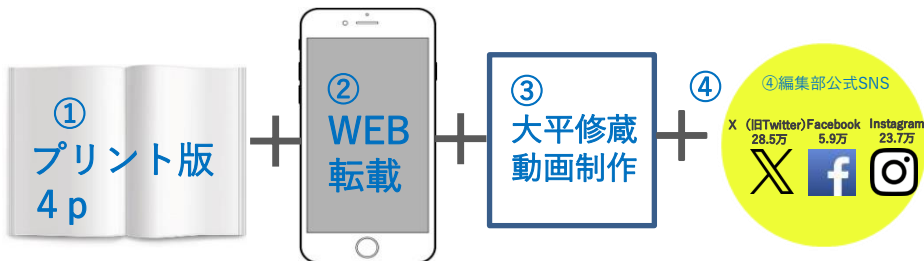 ①
プリント版
4p
②
WEB
転載
③
大平修蔵
動画制作
④
④編集部公式SNS
X （旧Twitter）
28.5万
Facebook
5.9万
Instagram
23.7万